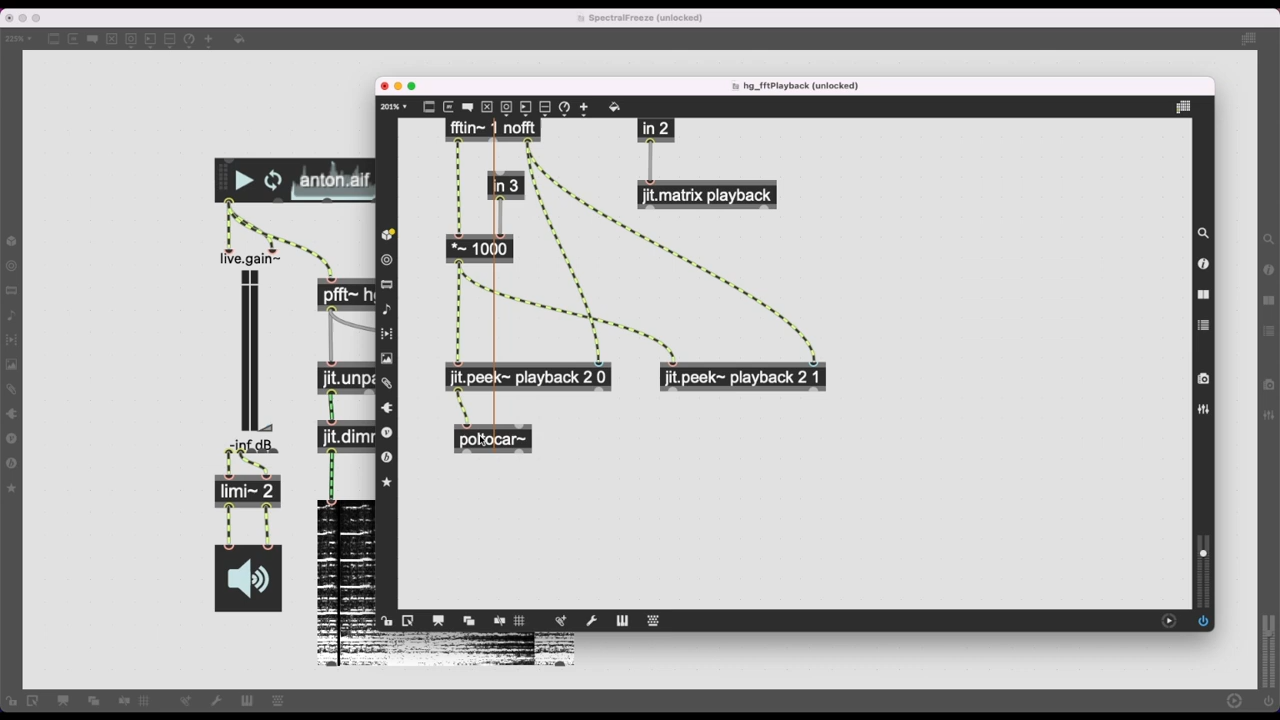 SpectralFreeze (unlocked)
225%
hg_fftPlayback (unlocked)
201%
fftin~ 1 nofft
in 2
in 3
jit.matrix playback
anton.aif
*~ 1000
live.gain~
pfft~ hg
jit.peek~ playback 2 0
jit.peek~ playback 2 1
jit.unpa
jit.dimm
poltocar~
-inf dB
limi~ 2